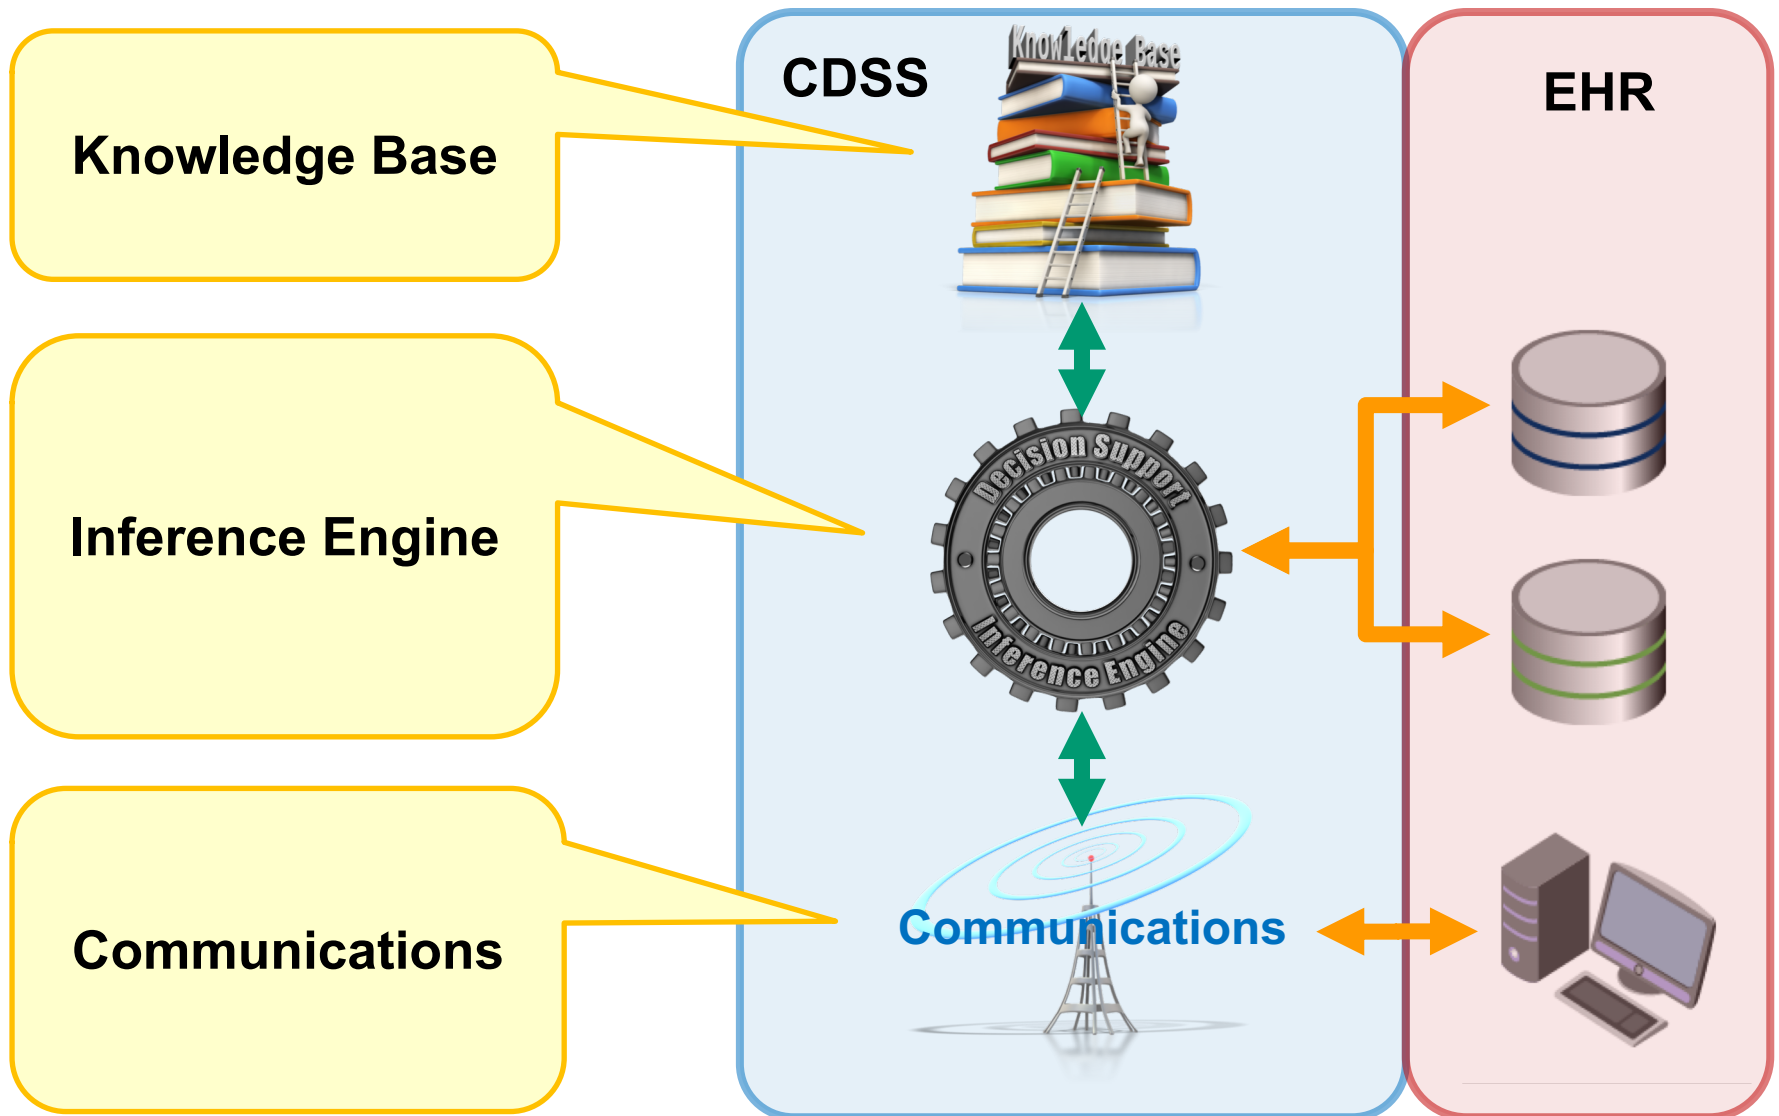 Knowledge Base
CDSS
Knowledge Base
EHR
Inference Engine
Decision Support
Inference Engine
Communications
Communications